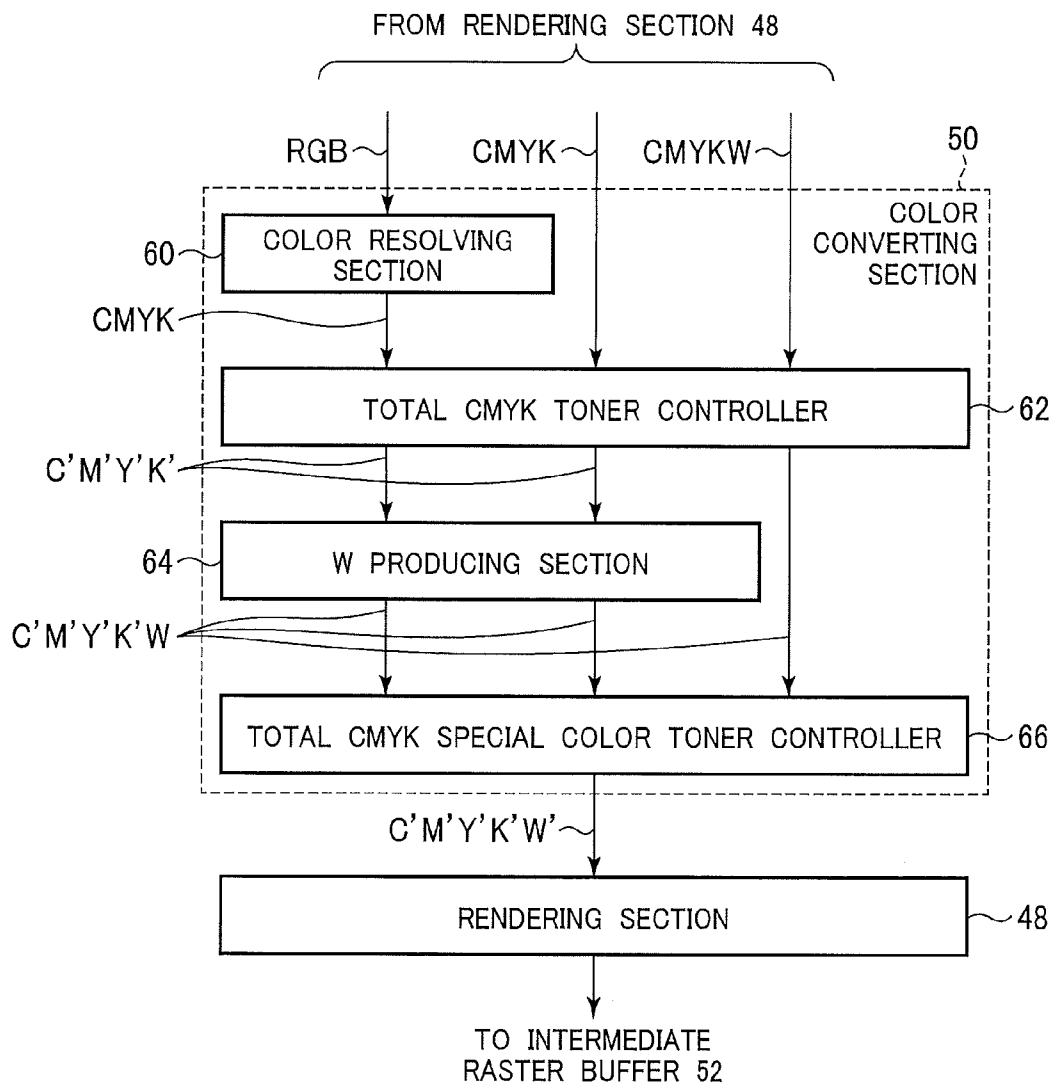 FROM RENDERING SECTION 48
RGB
CMYK
CMYKW
50
COLOR
CONVERTING
SECTION
60
COLOR RESOLVING
SECTION
CMYK
TOTAL CMYK TONER CONTROLLER
62
C'M'Y'K'
64
W PRODUCING SECTION
C'M'Y'K'W
TOTAL CMYK SPECIAL COLOR TONER CONTROLLER
66
C'M'Y'K'W'
RENDERING SECTION
48
TO INTERMEDIATE
RASTER BUFFER 52